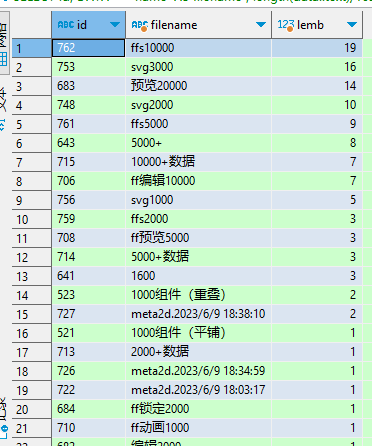 id filename lemb
1 762 ffs10000 19
2 753 svg3000 16
3 683 预览20000 14
4 748 svg2000 10
5 761 ffs5000 9
6 643 5000+ 8
7 715 10000+数据 7
8 706 ff编辑10000 7
9 756 svg1000 5
10 759 ffs2000 3
11 708 ff预览5000 3
12 714 5000+数据 3
13 641 1600 3
14 523 1000组件（重叠） 2
15 727 meta2d.2023/6/9 18:38:10 2
16 521 1000组件（平铺） 1
17 713 2000+数据 1
18 726 meta2d.2023/6/9 18:34:59 1
19 722 meta2d.2023/6/9 18:03:17 1
20 684 ff锁定2000 1
21 710 ff动画1000 1